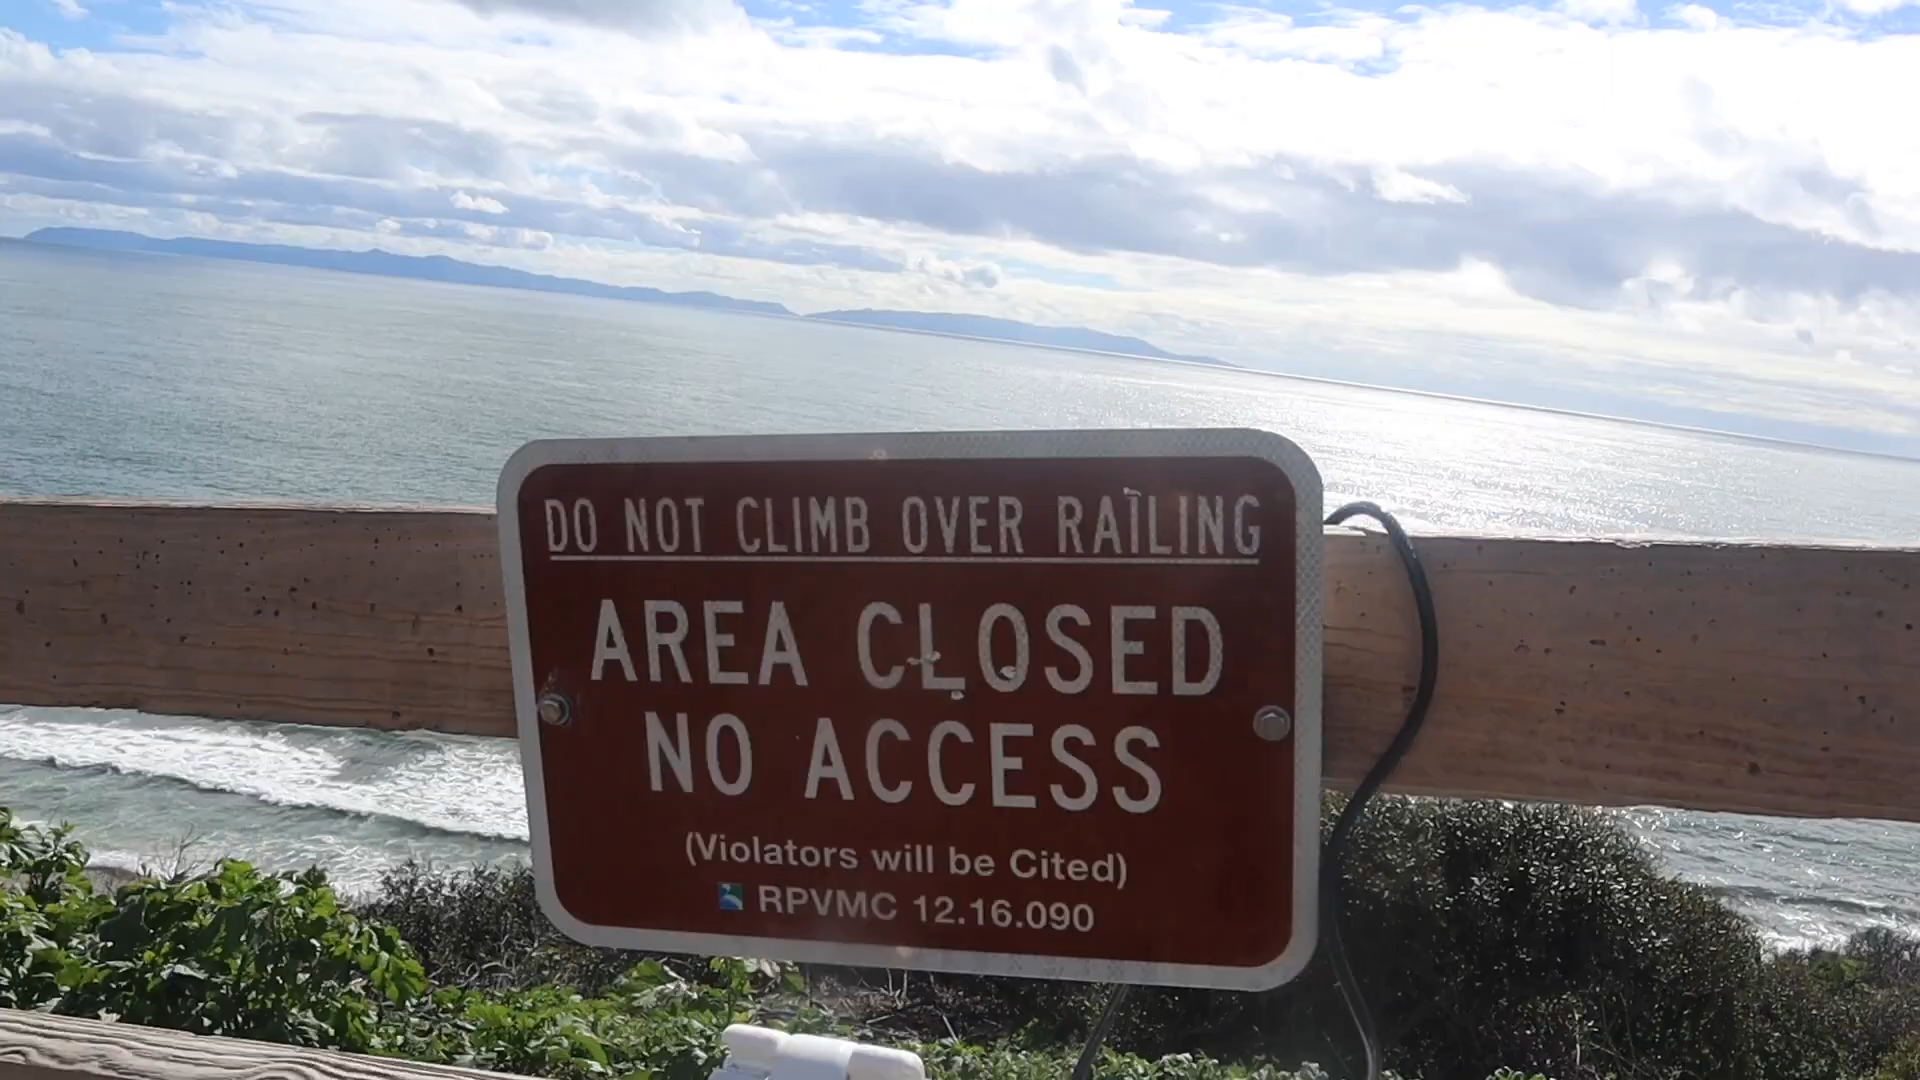 DO NOT CLIMB OVER RAILING
AREA CLOSED
NO ACCESS
(Violators will be Cited)
RPVMC 12.16.090